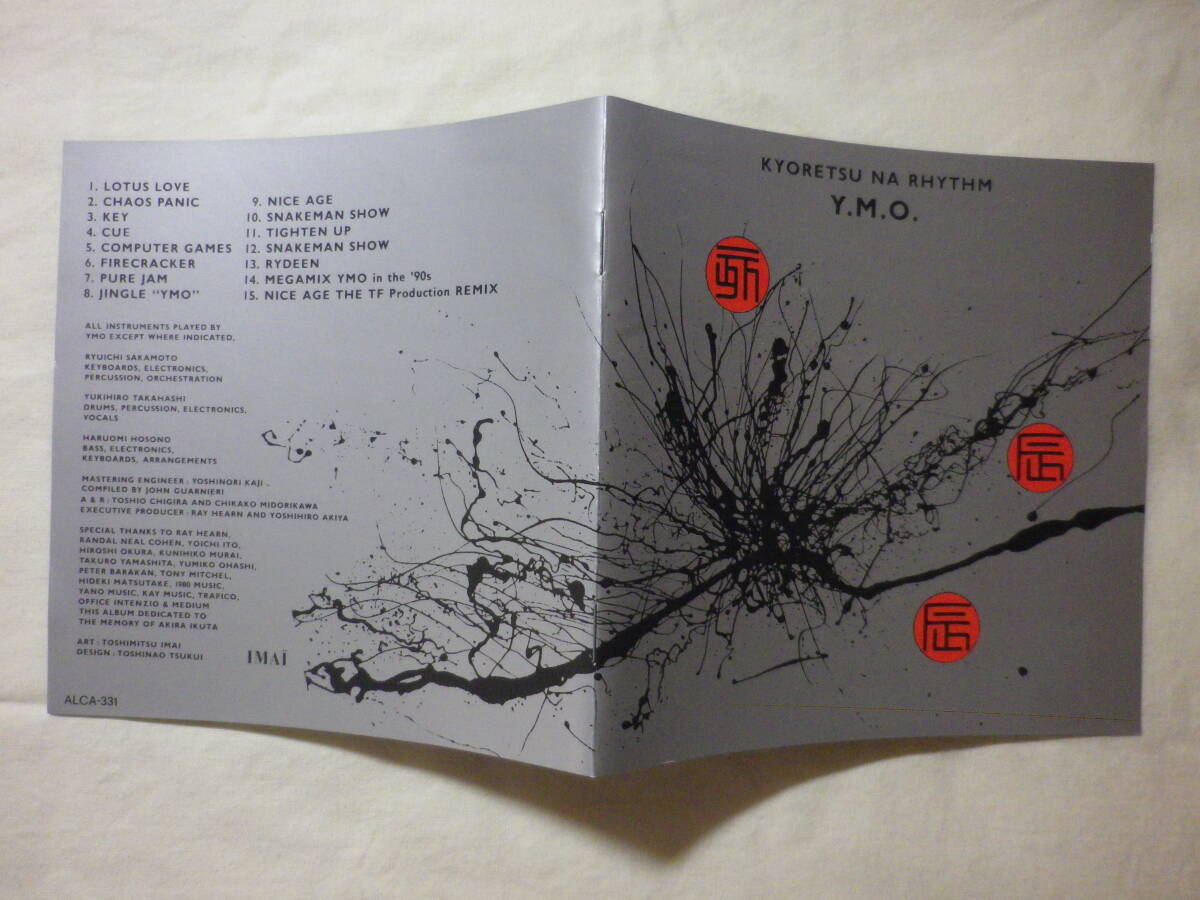 1. LOTUS LOVE
2. CHAOS PANIC
3. KEY
4. CUE
5. COMPUTER GAMES
6. FIRECRACKER
7. PURE JAM
8. JINGLE "YMO"
9. NICE AGE
10. SNAKEMAN SHOW
11. TIGHTEN UP
12. SNAKEMAN SHOW
13. RYDEEN
14. MEGAMIX YMO in the '90s
15. NICE AGE THE TF Production REMIX
ALL INSTRUMENTS PLAYED BY
YMO EXCEPT WHERE INDICATED,
RYUICHI SAKAMOTO
KEYBOARDS, ELECTRONICS,
PERCUSSION, ORCHESTRATION
YUKIHIRO TAKAHASHI
DRUMS, PERCUSSION, ELECTRONICS,
VOCALS
HARUOMI HOSONO
BASS, ELECTRONICS,
KEYBOARDS, ARRANGEMENTS
MASTERING ENGINEER : YOSHINORI KAJI .
COMPILED BY JOHN GUARNIERI
A & R : TOSHIO CHIGIRA AND CHIKAKO MIDORIKAWA
EXECUTIVE PRODUCER : RAY HEARN AND YOSHIHIRO AKIYA
SPECIAL THANKS TO RAY HEARN,
RANDAL NEAL COHEN, YOICHI ITO,
HIROSHI OKURA, KUNIHIKO MURAI,
TAKURO YAMASHITA, YUMIKO OHASHI,
PETER BARAKAN, TONY MITCHEL,
HIDEKI MATSUTAKE, 1980 MUSIC,
YANO MUSIC, KAY MUSIC, TRAFICO,
OFFICE INTENZIO & MEDIUM
THIS ALBUM DEDICATED TO
THE MEMORY OF AKIRA IKUTA
ART : TOSHIMITSU IMAI
DESIGN : TOSHINAO TSUKUI
IMAÏ
ALCA-331
KYORETSU NA RHYTHM
Y.M.O.